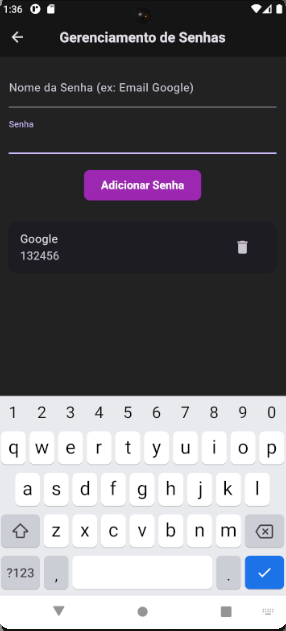 1:36
Gerenciamento de Senhas
Nome da Senha (ex: Email Google)
Senha
Adicionar Senha
Google
132456
1 2 3 4 5 6 7 8 9 0
q w e r t y u i o p
a s d f g h j k l
z x c v b n m
?123 , .